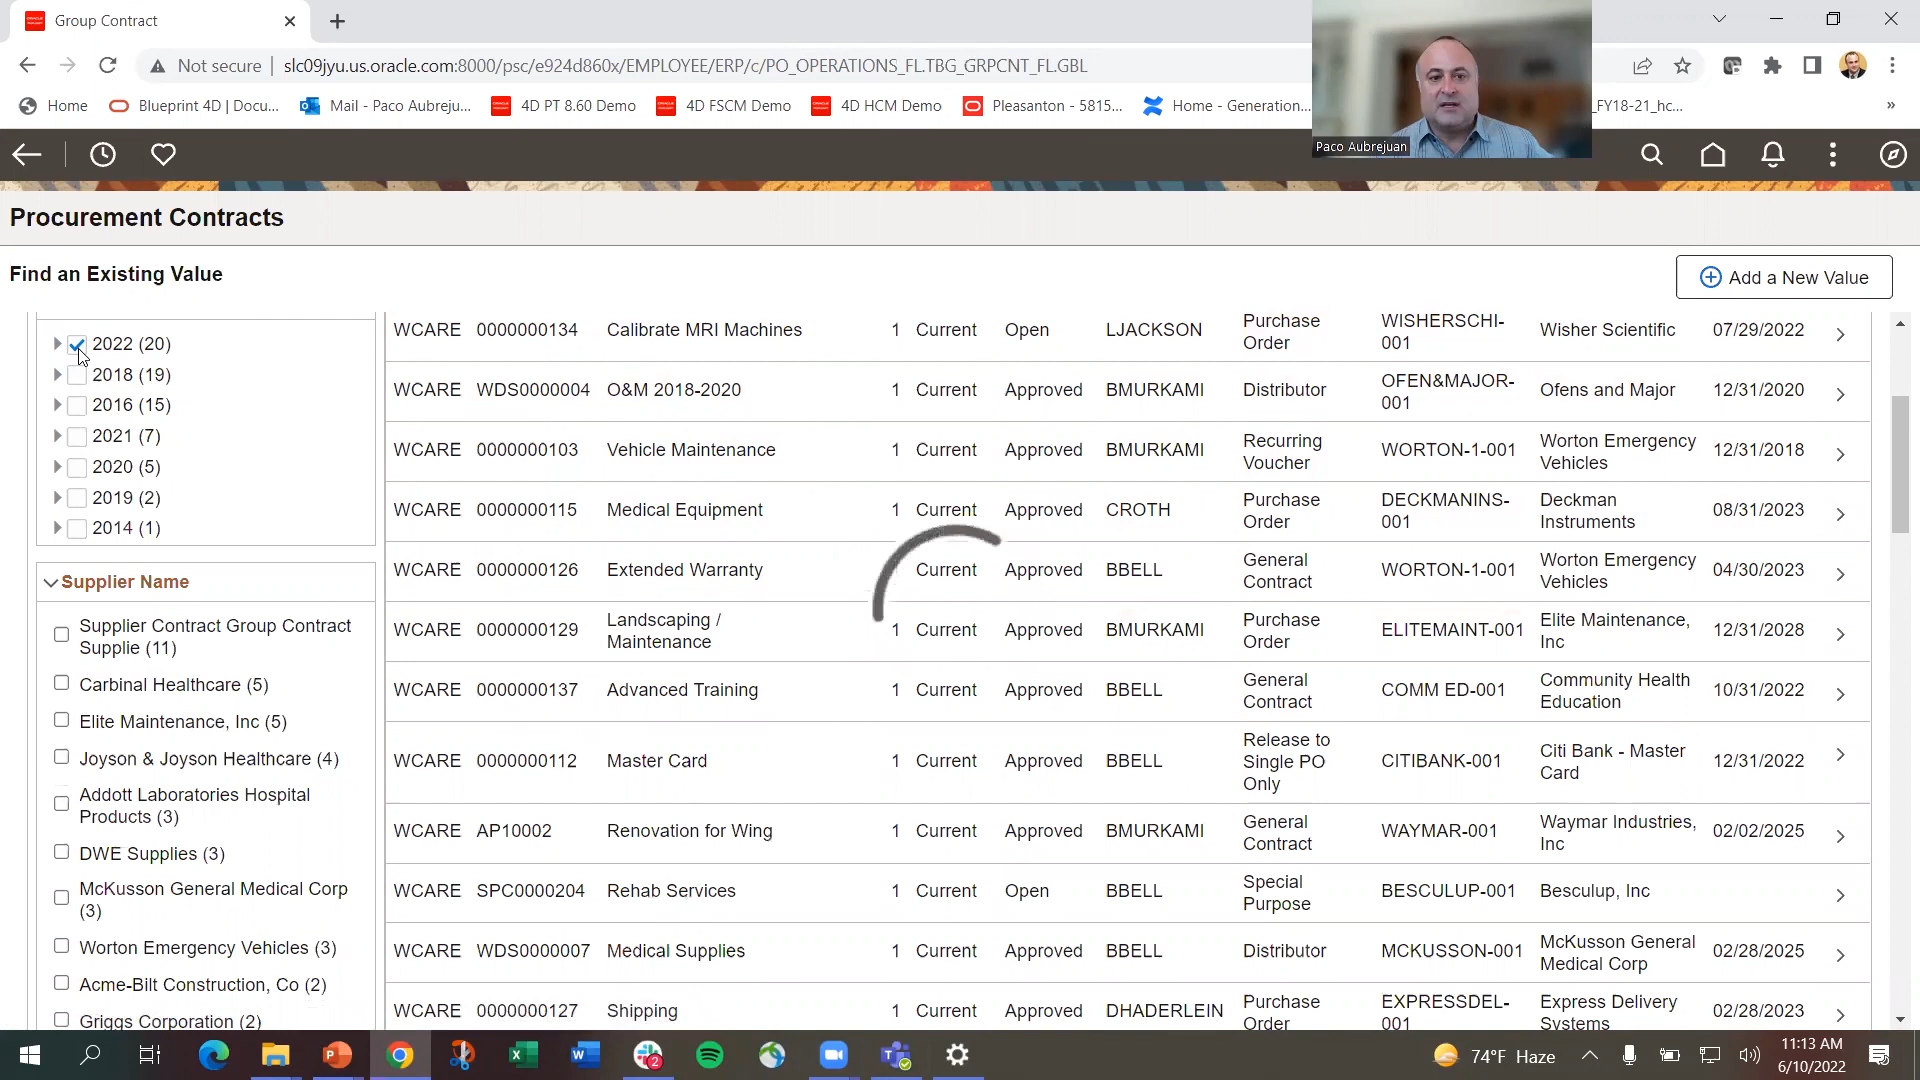 Group Contract
Not secure
slc09jyu.us.oracle.com:8000/psc/e924d860x/EMPLOYEE/ERP/c/PO_OPERATIONS_FL.TBG_GRPCNT_FL.GBL
Home
Blueprint 4D | Docu...
Mail - Paco Aubreju...
4D PT 8.60 Demo
4D FSCM Demo
4D HCM Demo
Pleasanton - 5815...
Home - Generation...
_FY18-21_hc...
»
Paco Aubrejuan
Procurement Contracts
Find an Existing Value
Add a New Value
2022 (20)
2018 (19)
2016 (15)
2021 (7)
2020 (5)
2019 (2)
2014 (1)
Supplier Name
Supplier Contract Group Contract
Supplie (11)
Carbinal Healthcare (5)
Elite Maintenance, Inc (5)
Joyson & Joyson Healthcare (4)
Addott Laboratories Hospital
Products (3)
DWE Supplies (3)
McKusson General Medical Corp
(3)
Worton Emergency Vehicles (3)
Acme-Bilt Construction, Co (2)
Griggs Corporation (2)
WCARE 0000000134 Calibrate MRI Machines 1 Current Open LJACKSON Purchase Order WISHERSCHI-001 Wisher Scientific 07/29/2022
WCARE WDS0000004 O&M 2018-2020 1 Current Approved BMURKAMI Distributor OFEN&MAJOR-001 Ofens and Major 12/31/2020
WCARE 0000000103 Vehicle Maintenance 1 Current Approved BMURKAMI Recurring Voucher WORTON-1-001 Worton Emergency Vehicles 12/31/2018
WCARE 0000000115 Medical Equipment 1 Current Approved CROTH Purchase Order DECKMANINS-001 Deckman Instruments 08/31/2023
WCARE 0000000126 Extended Warranty Current Approved BBELL General Contract WORTON-1-001 Worton Emergency Vehicles 04/30/2023
WCARE 0000000129 Landscaping / Maintenance 1 Current Approved BMURKAMI Purchase Order ELITEMAINT-001 Elite Maintenance, Inc 12/31/2028
WCARE 0000000137 Advanced Training 1 Current Approved BBELL General Contract COMM ED-001 Community Health Education 10/31/2022
WCARE 0000000112 Master Card 1 Current Approved BBELL Release to Single PO Only CITIBANK-001 Citi Bank - Master Card 12/31/2022
WCARE AP10002 Renovation for Wing 1 Current Approved BMURKAMI General Contract WAYMAR-001 Waymar Industries, Inc 02/02/2025
WCARE SPC0000204 Rehab Services 1 Current Open BBELL Special Purpose BESCULUP-001 Besculup, Inc
WCARE WDS0000007 Medical Supplies 1 Current Approved BBELL Distributor MCKUSSON-001 McKusson General Medical Corp 02/28/2025
WCARE 0000000127 Shipping 1 Current Approved DHADERLEIN Purchase Order EXPRESSDEL-001 Express Delivery Systems 02/28/2023
2
74°F Haze
11:13 AM
6/10/2022